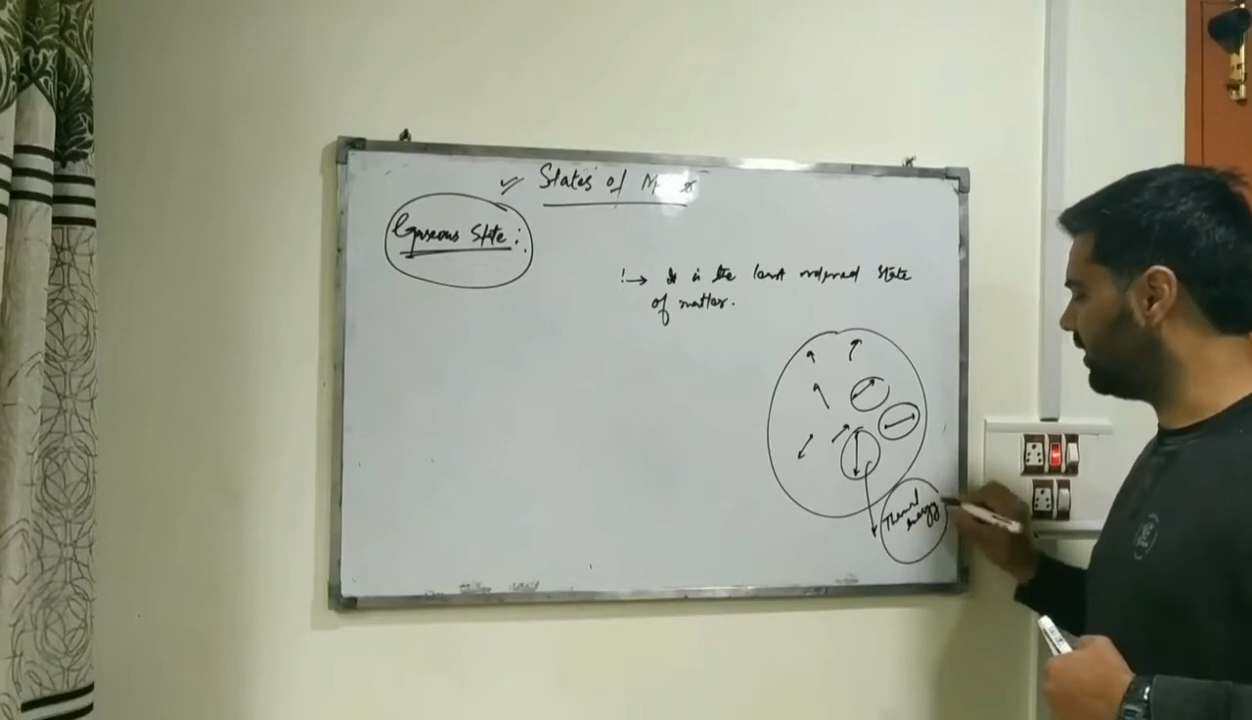 States of
Gaseous State :
!→ It is the least ordered state
of matter.
Thermal
energy